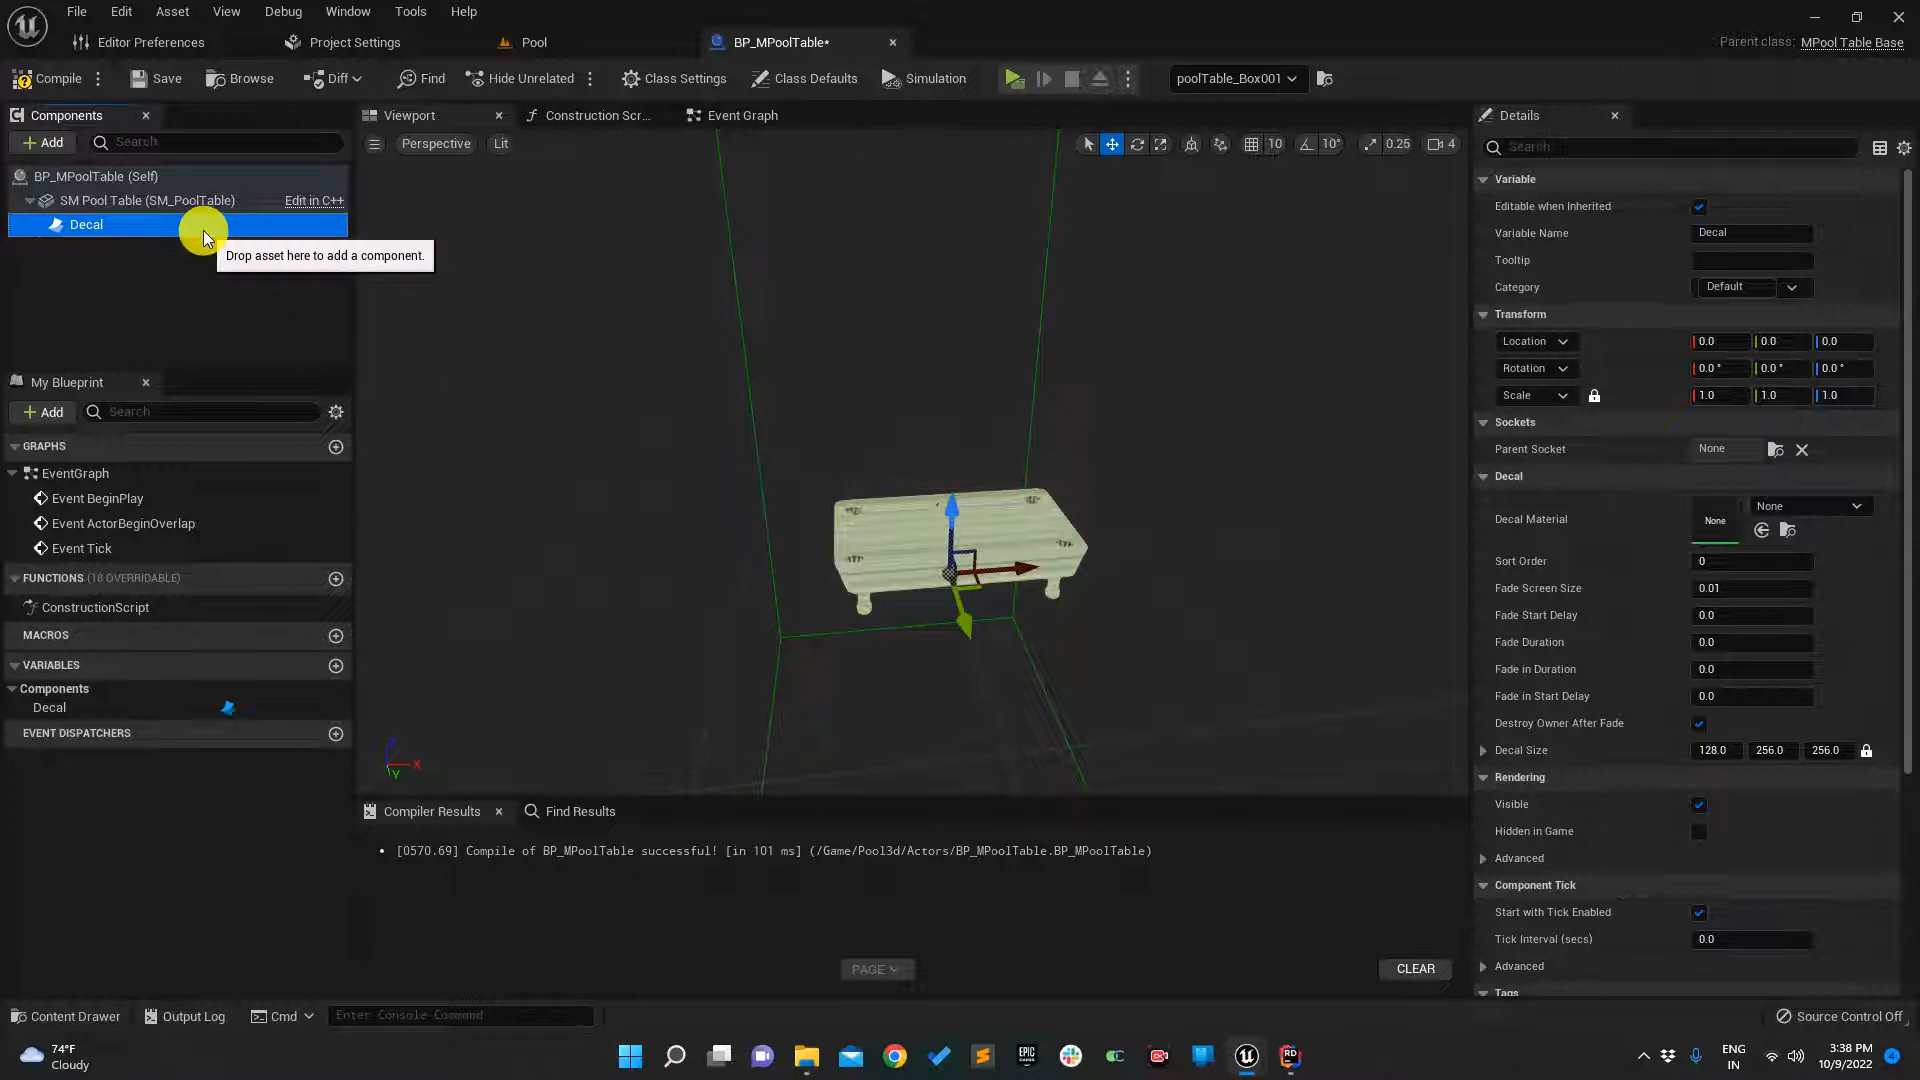 File Edit Asset View Debug Window Tools Help
Editor Preferences Project Settings Pool BP_MPoolTable* Parent class: MPool Table Base
Compile Save Browse Diff Find Hide Unrelated Class Settings Class Defaults Simulation poolTable_Box001
Components
Add Search
BP_MPoolTable (Self)
SM Pool Table (SM_PoolTable) Edit in C++
Decal
Drop asset here to add a component.
My Blueprint
Add Search
GRAPHS
EventGraph
Event BeginPlay
Event ActorBeginOverlap
Event Tick
FUNCTIONS (18 OVERRIDABLE)
ConstructionScript
MACROS
VARIABLES
Components
Decal
EVENT DISPATCHERS
Viewport Construction Scr... Event Graph
Perspective Lit 10 10° 0.25 4
Z
X
Y
Compiler Results Find Results
• [0570.69] Compile of BP_MPoolTable successful! [in 101 ms] (/Game/Pool3d/Actors/BP_MPoolTable.BP_MPoolTable)
PAGE CLEAR
Details
Search
Variable
Editable when Inherited
Variable Name Decal
Tooltip
Category Default
Transform
Location 0.0 0.0 0.0
Rotation 0.0 ° 0.0 ° 0.0 °
Scale 1.0 1.0 1.0
Sockets
Parent Socket None
Decal
Decal Material None None
Sort Order 0
Fade Screen Size 0.01
Fade Start Delay 0.0
Fade Duration 0.0
Fade in Duration 0.0
Fade in Start Delay 0.0
Destroy Owner After Fade
Decal Size 128.0 256.0 256.0
Rendering
Visible
Hidden in Game
Advanced
Component Tick
Start with Tick Enabled
Tick Interval (secs) 0.0
Advanced
Tags
Content Drawer Output Log Cmd Enter Console Command Source Control Off
74°F
Cloudy
EPIC
GAMES
RD
ENG
IN
3:38 PM
10/9/2022
4